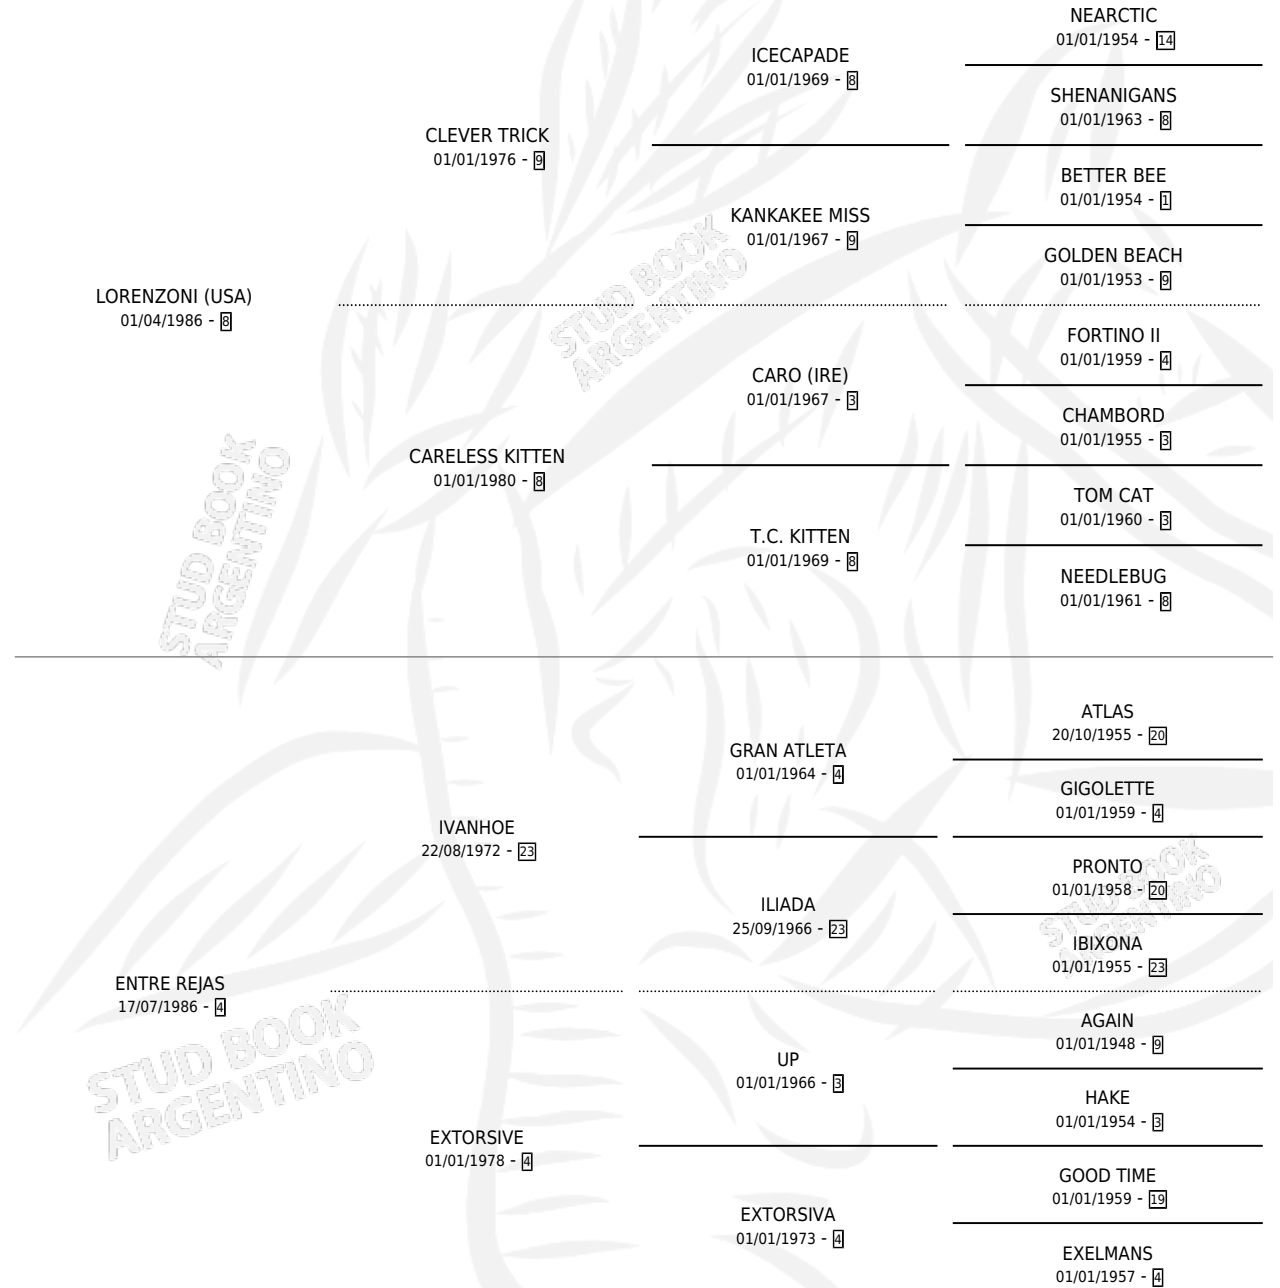 NEARCTIC
01/01/1954 - 14
ICECAPADE
01/01/1969 - 8
SHENANIGANS
01/01/1963 - 8
CLEVER TRICK
01/01/1976 - 9
BETTER BEE
01/01/1954 - 1
KANKAKEE MISS
01/01/1967 - 9
GOLDEN BEACH
01/01/1953 - 9
STUD BOOK
ARGENTINO
LORENZONI (USA)
01/04/1986 - 8
FORTINO II
01/01/1959 - 4
CARO (IRE)
01/01/1967 - 3
CHAMBORD
01/01/1955 - 3
CARELESS KITTEN
01/01/1980 - 8
TOM CAT
01/01/1960 - 3
T.C. KITTEN
01/01/1969 - 8
NEEDLEBUG
01/01/1961 - 8
STUD BOOK
ARGENTINO
ATLAS
20/10/1955 - 20
GRAN ATLETA
01/01/1964 - 4
GIGOLETTE
01/01/1959 - 4
IVANHOE
22/08/1972 - 23
PRONTO
01/01/1958 - 20
ILIADA
25/09/1966 - 23
IBIXONA
01/01/1955 - 23
STUD BOOK
ARGENTINO
ENTRE REJAS
17/07/1986 - 4
AGAIN
01/01/1948 - 9
UP
01/01/1966 - 3
HAKE
01/01/1954 - 3
STUD BOOK
ARGENTINO
EXTORSIVE
01/01/1978 - 4
GOOD TIME
01/01/1959 - 19
EXTORSIVA
01/01/1973 - 4
EXELMANS
01/01/1957 - 4